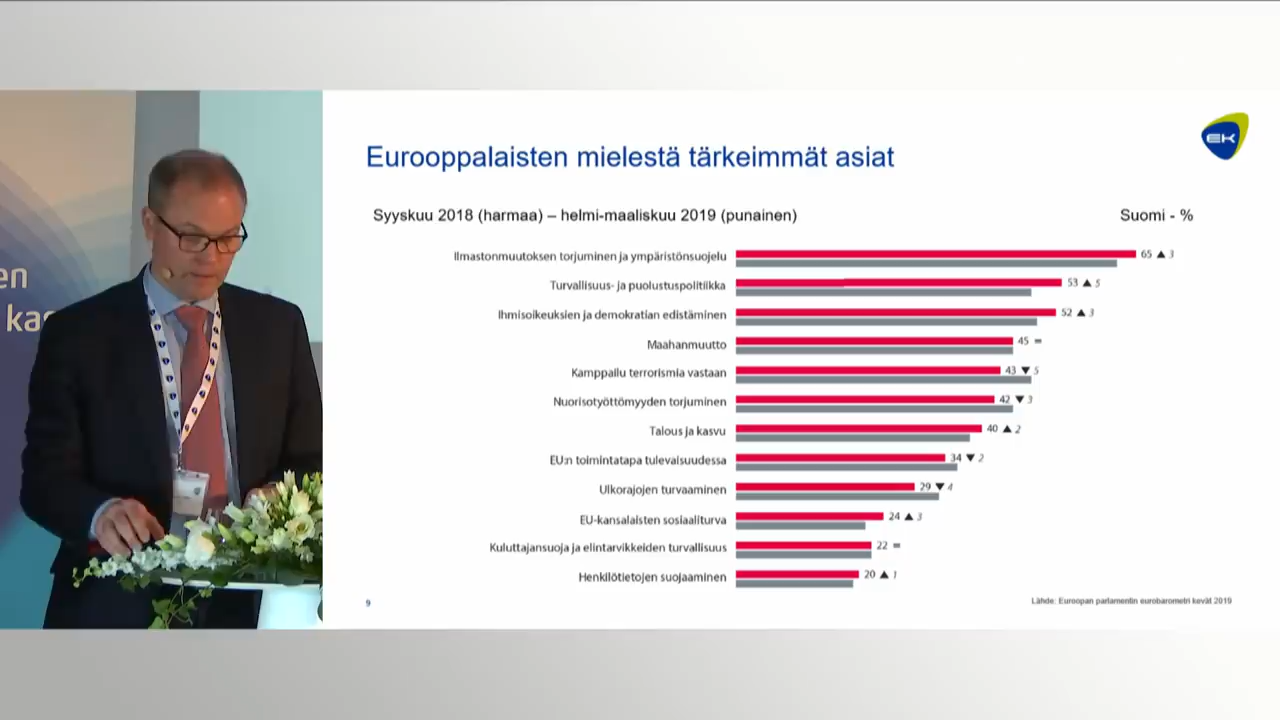 en
kas
EK
Eurooppalaisten mielestä tärkeimmät asiat
Syyskuu 2018 (harmaa) – helmi-maaliskuu 2019 (punainen)
Suomi - %
Ilmastonmuutoksen torjuminen ja ympäristönsuojelu 65 ▲ 3
Turvallisuus- ja puolustuspolitiikka 53 ▲ 5
Ihmisoikeuksien ja demokratian edistäminen 52 ▲ 3
Maahanmuutto 45 =
Kamppailu terrorismia vastaan 43 ▼ 5
Nuorisotyöttömyyden torjuminen 42 ▼ 3
Talous ja kasvu 40 ▲ 2
EU:n toimintatapa tulevaisuudessa 34 ▼ 2
Ulkorajojen turvaaminen 29 ▼ 4
EU-kansalaisten sosiaaliturva 24 ▲ 3
Kuluttajansuoja ja elintarvikkeiden turvallisuus 22 =
Henkilötietojen suojaaminen 20 ▲ 1
9
Lähde: Euroopan parlamentin eurobarometri kevät 2019